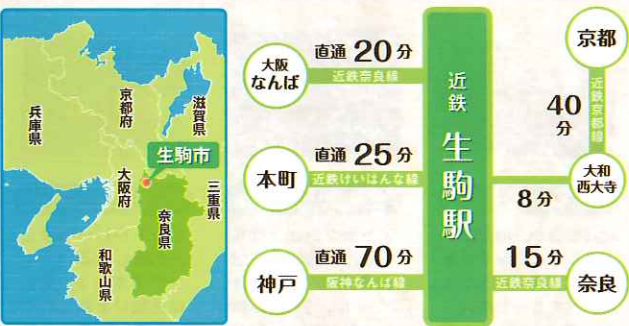 兵庫県
京都府
滋賀県
生駒市
大阪府
三重県
奈良県
和歌山県
大阪
なんば
直通20分
近鉄奈良線
本町
直通25分
近鉄けいはんな線
神戸
直通70分
阪神なんば線
近鉄
生駒駅
京都
40
分
近鉄京都線
大和
西大寺
8分
15分
近鉄奈良線
奈良